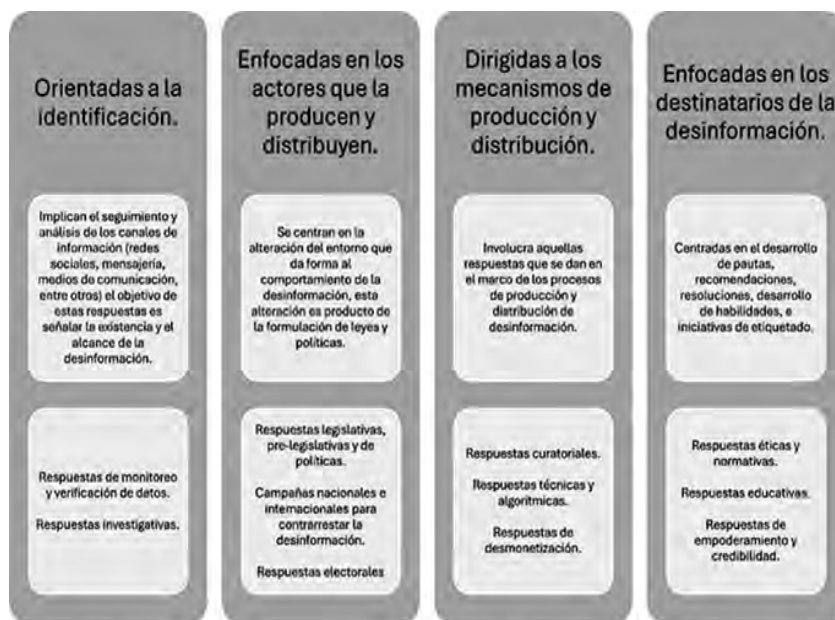 Orientadas a la
identificación.
Implican el seguimiento y
análisis de los canales de
información (redes
sociales, mensajería,
medios de comunicación,
entre otros) el objetivo de
estas respuestas es
señalar la existencia y el
alcance de la
desinformación.
Respuestas de monitoreo
y verificación de datos.
Respuestas investigativas.
Enfocadas en los
actores que la
producen y
distribuyen.
Se centran en la
alteración del entorno que
da forma al
comportamiento de la
desinformación, esta
alteración es producto de
la formulación de leyes y
políticas.
Respuestas legislativas,
pre-legislativas y de
políticas.
Campañas nacionales e
internacionales para
contrarrestar la
desinformación.
Respuestas electorales
Dirigidas a los
mecanismos de
producción y
distribución.
Involucra aquellas
respuestas que se dan en
el marco de los procesos
de producción y
distribución de
desinformación.
Respuestas curatoriales.
Respuestas técnicas y
algorítmicas.
Respuestas de
desmonetización.
Enfocadas en los
destinatarios de la
desinformación.
Centradas en el desarrollo
de pautas,
recomendaciones,
resoluciones, desarrollo
de habilidades, e
iniciativas de etiquetado.
Respuestas éticas y
normativas.
Respuestas educativas.
Respuestas de
empoderamiento y
credibilidad.